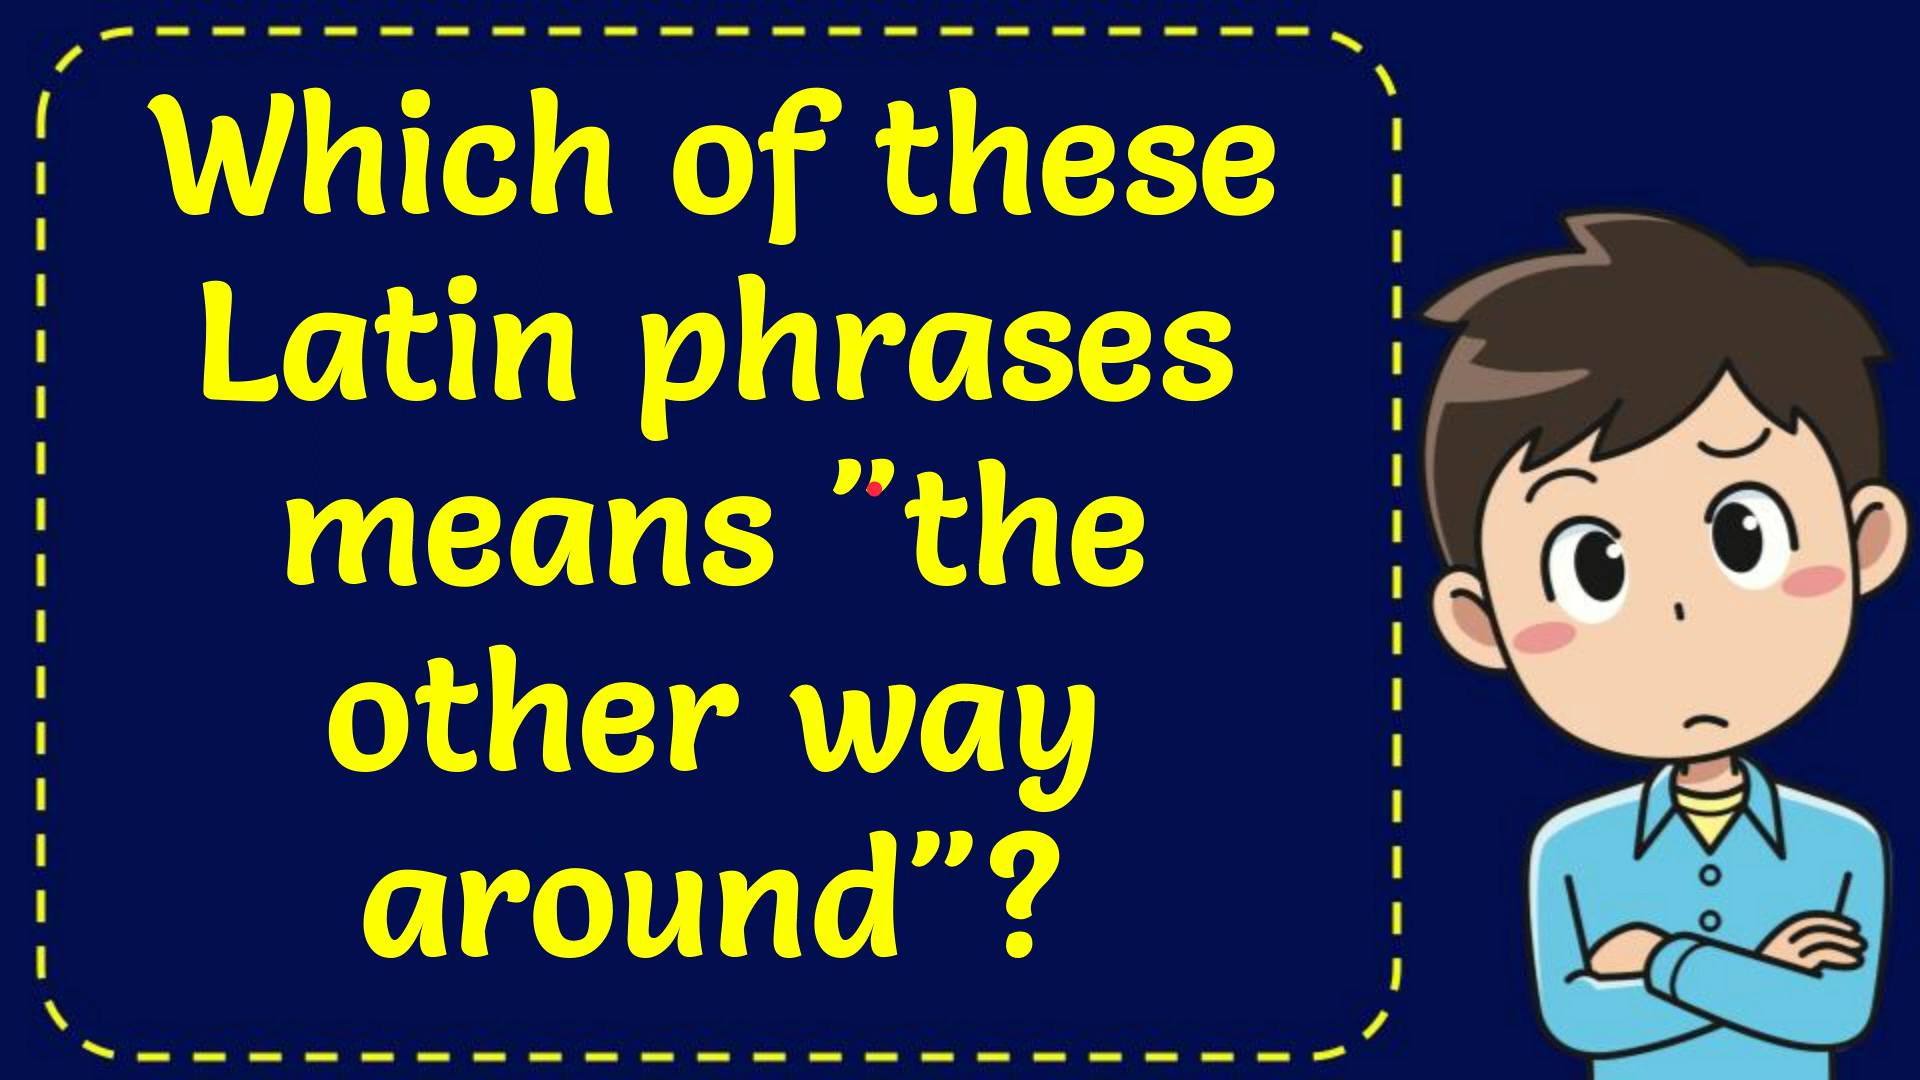 Which of these
Latin phrases
means ”the
other way
around”?